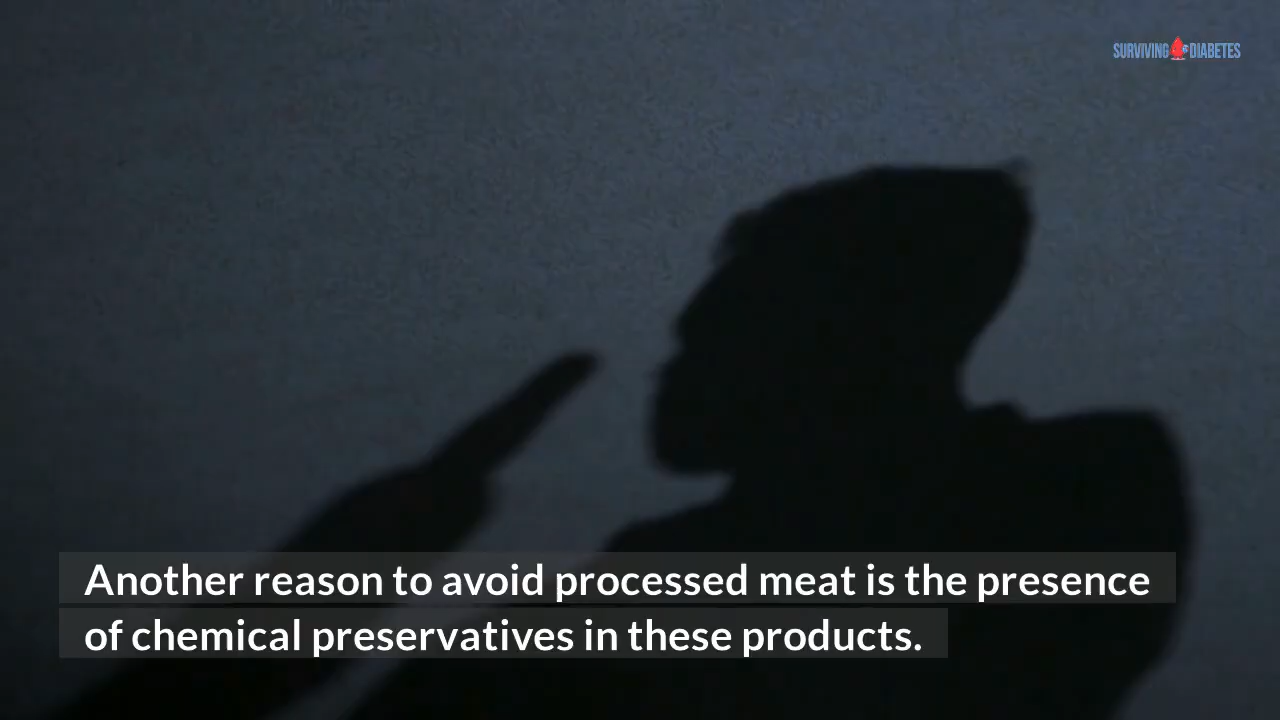 SURVIVING DIABETES
Another reason to avoid processed meat is the presence
of chemical preservatives in these products.